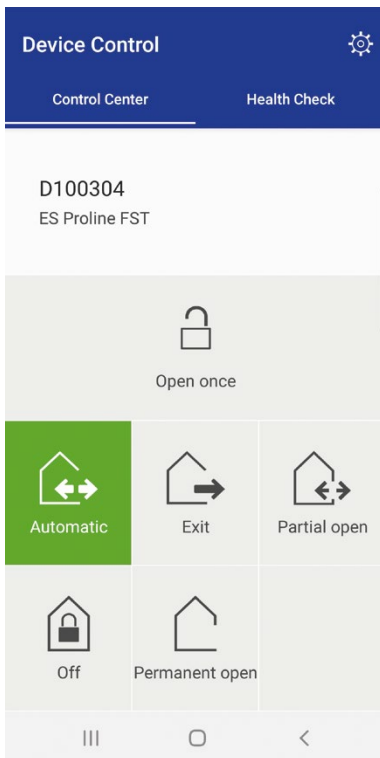 Device Control
Control Center Health Check
D100304
ES Proline FST
Open once
Automatic Exit Partial open
Off Permanent open